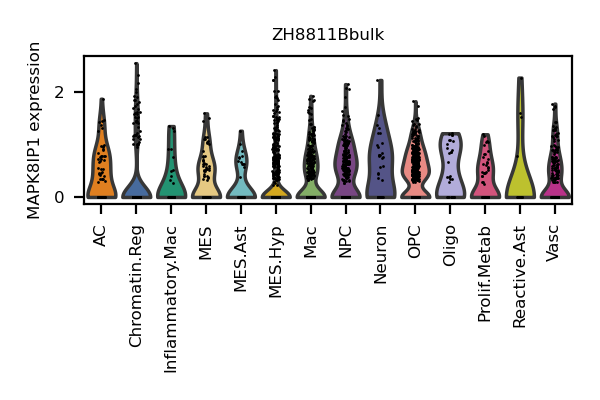 ZH8811Bbulk
MAPK8IP1 expression
2
0
AC
Chromatin.Reg
Inflammatory.Mac
MES
MES.Ast
MES.Hyp
Mac
NPC
Neuron
OPC
Oligo
Prolif.Metab
Reactive.Ast
Vasc